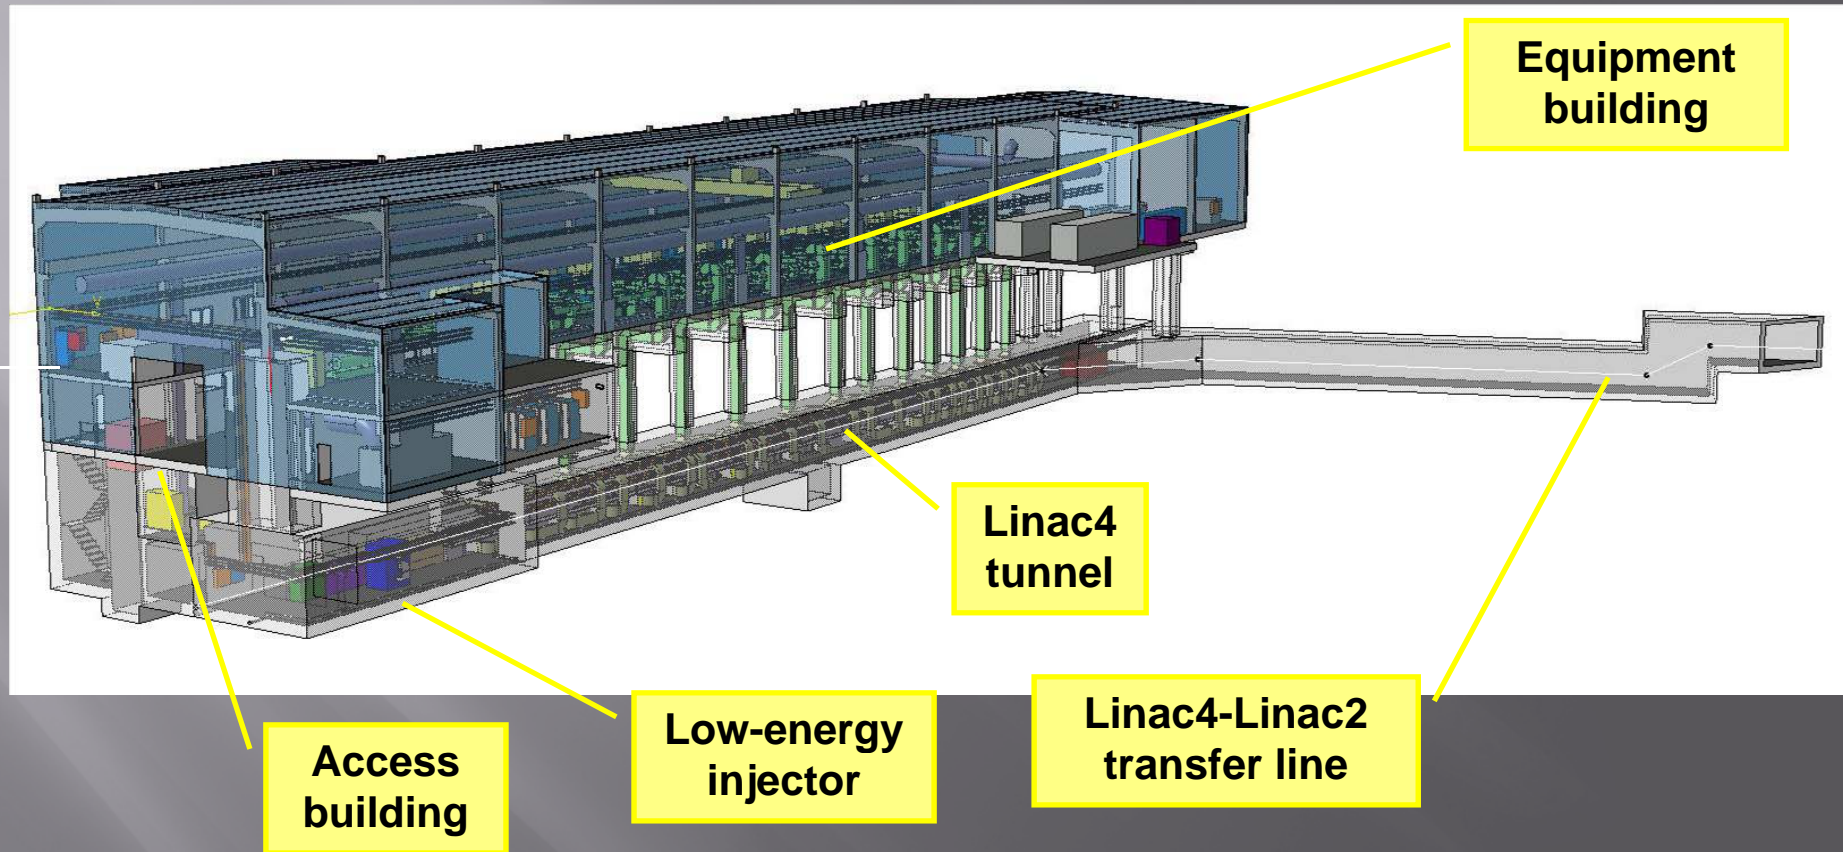 Equipment
building
Linac4
tunnel
Linac4-Linac2
transfer line
Low-energy
injector
Access
building